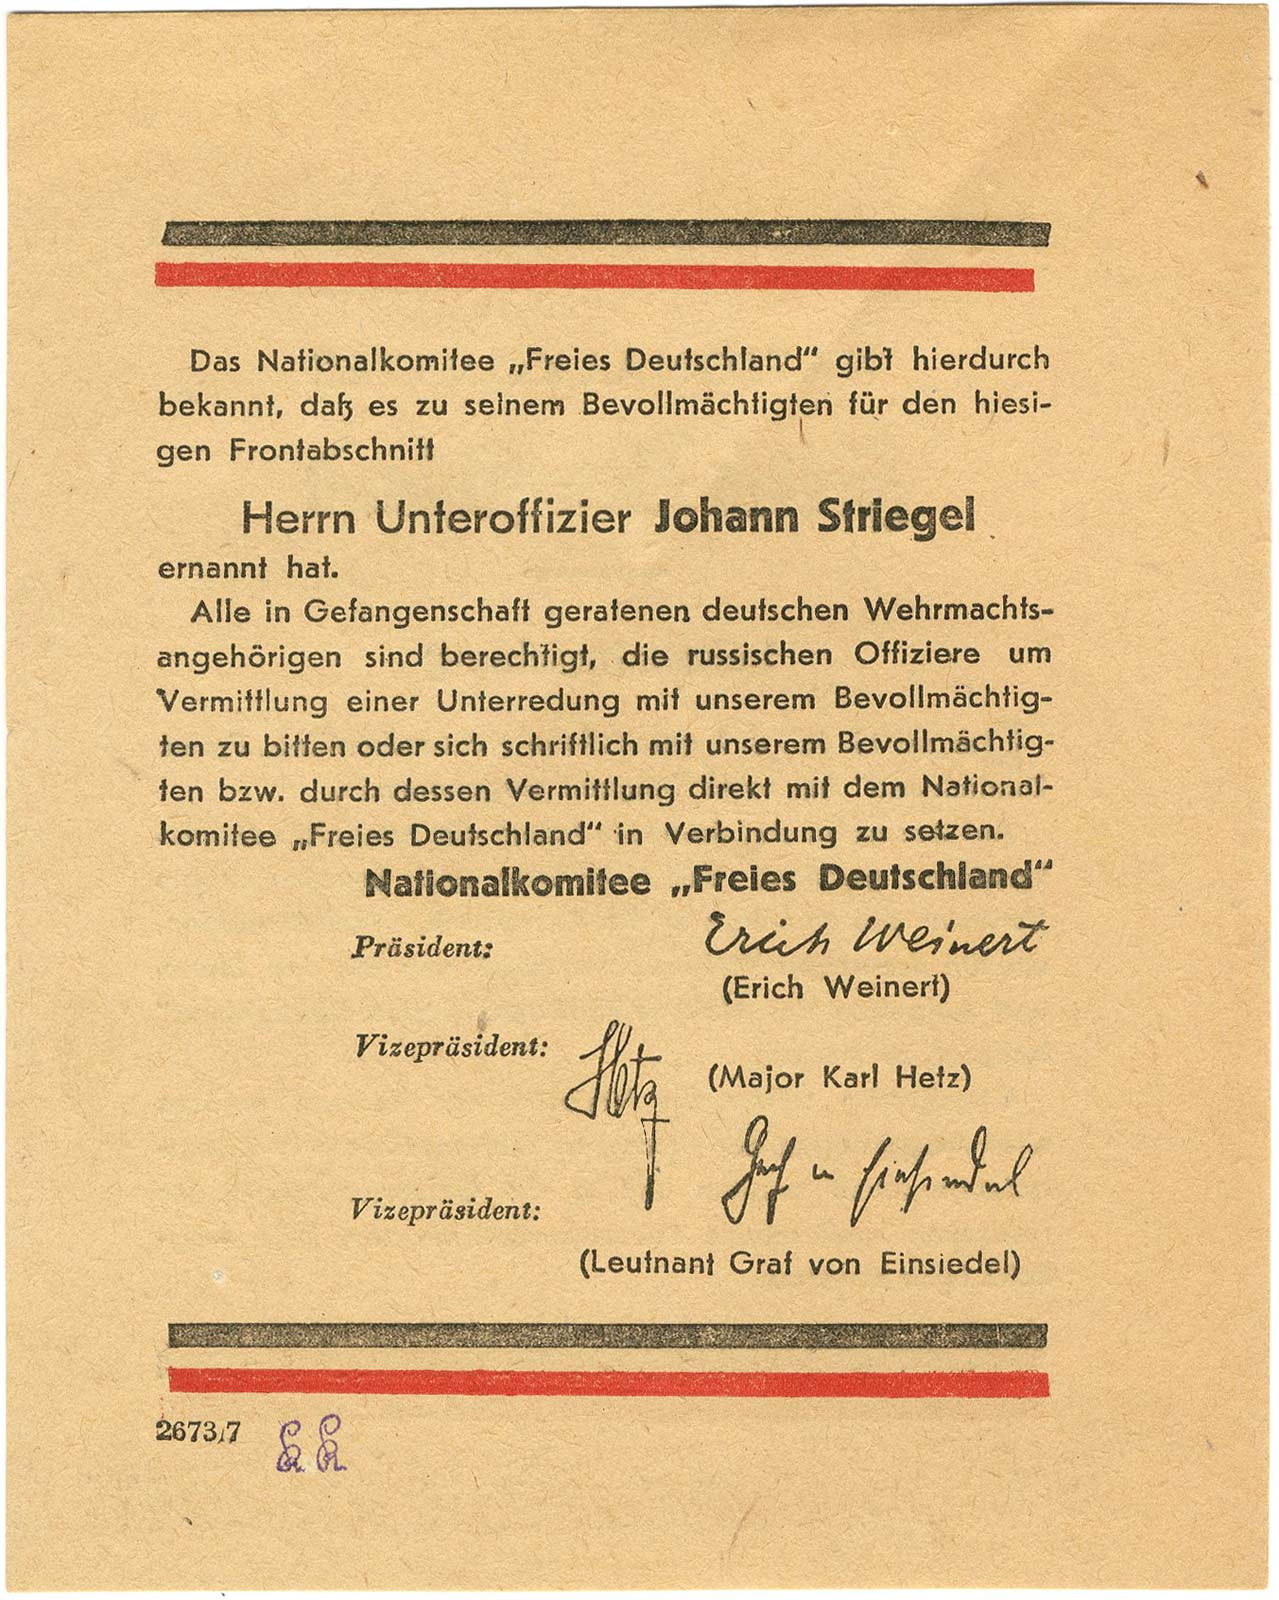 Das Nationalkomitee „Freies Deutschland“ gibt hierdurch
bekannt, daß es zu seinem Bevollmächtigten für den hiesi-
gen Frontabschnitt
Herrn Unteroffizier Johann Striegel
ernannt hat.
Alle in Gefangenschaft geratenen deutschen Wehrmachts-
angehörigen sind berechtigt, die russischen Offiziere um
Vermittlung einer Unterredung mit unserem Bevollmächtig-
ten zu bitten oder sich schriftlich mit unserem Bevollmächtig-
ten bzw. durch dessen Vermittlung direkt mit dem National-
komitee „Freies Deutschland“ in Verbindung zu setzen.
Nationalkomitee „Freies Deutschland“
Präsident: Erich Weinert
(Erich Weinert)
Vizepräsident: Hetz (Major Karl Hetz)
Graf v Einsiedel
Vizepräsident:
(Leutnant Graf von Einsiedel)
2673/7